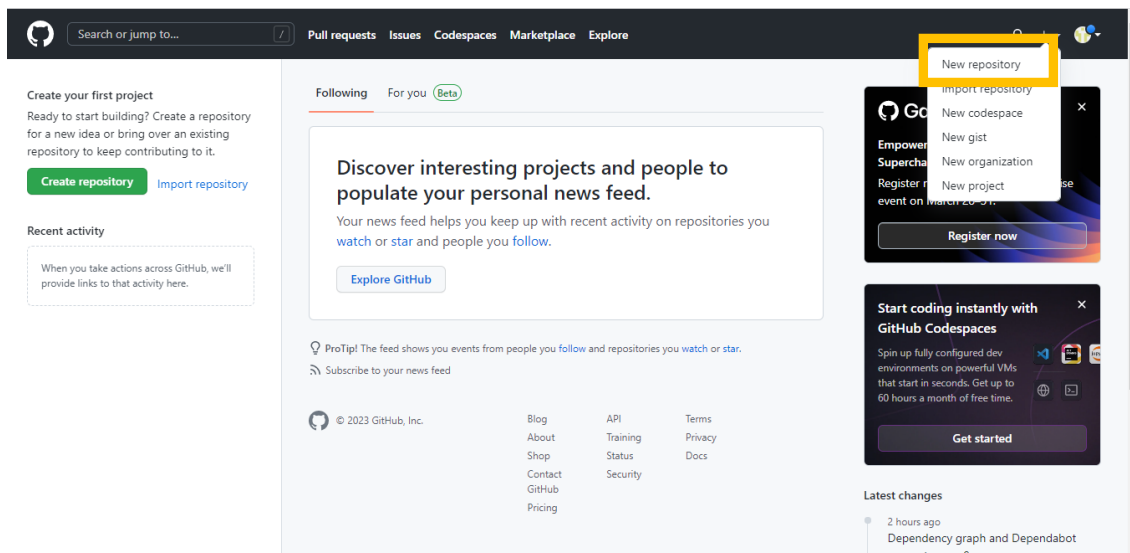 Search or jump to...
/
Pull requests Issues Codespaces Marketplace Explore
New repository
Import repository
New codespace
New gist
New organization
New project
Create your first project
Ready to start building? Create a repository
for a new idea or bring over an existing
repository to keep contributing to it.
Create repository Import repository
Recent activity
When you take actions across GitHub, we'll
provide links to that activity here.
Following For you Beta
Discover interesting projects and people to
populate your personal news feed.
Your news feed helps you keep up with recent activity on repositories you
watch or star and people you follow.
Explore GitHub
ProTip! The feed shows you events from people you follow and repositories you watch or star.
Subscribe to your news feed
© 2023 GitHub, Inc.
Blog
About
Shop
Contact
GitHub
Pricing
API
Training
Status
Security
Terms
Privacy
Docs
Register
event on March
Register now
Start coding instantly with
GitHub Codespaces
Spin up fully configured dev
environments on powerful VMs
that start in seconds. Get up to
60 hours a month of free time.
Get started
Latest changes
2 hours ago
Dependency graph and Dependabot